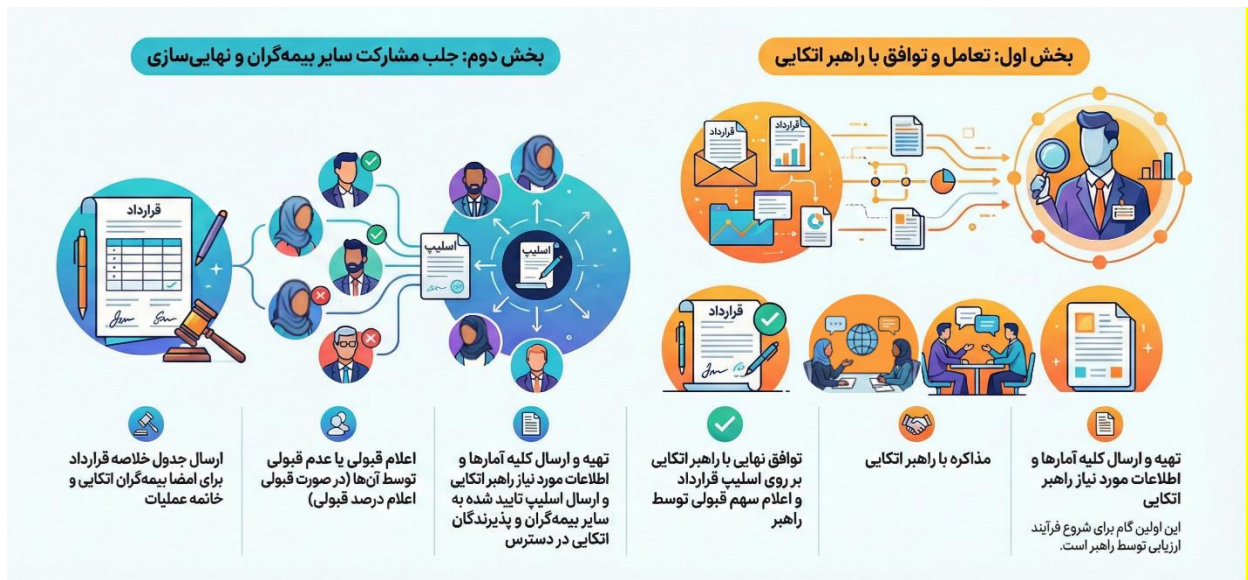 بخش اول: تعامل و توافق با راهبر اتکایی
قرارداد
قرارداد
قرارداد
تهیه و ارسال کلیه آمارها و
اطلاعات مورد نیاز راهبر
اتکایی
این اولین گام برای شروع فرآیند
ارزیابی توسط راهبر است.
مذاکره با راهبر اتکایی
توافق نهایی با راهبر اتکایی
بر روی اسلیپ قرارداد
و اعلام سهم قبولی توسط
راهبر
بخش دوم: جلب مشارکت سایر بیمه‌گران و نهایی‌سازی
اسلیپ
اسلیپ
قرارداد
تهیه و ارسال کلیه آمارها و
اطلاعات مورد نیاز راهبر اتکایی
و ارسال اسلیپ تایید شده به
سایر بیمه‌گران و پذیرندگان
اتکایی در دسترس
اعلام قبولی یا عدم قبولی
توسط آن‌ها (در صورت قبولی
اعلام درصد قبولی)
ارسال جدول خلاصه قرارداد
برای امضا بیمه‌گران اتکایی و
خاتمه عملیات